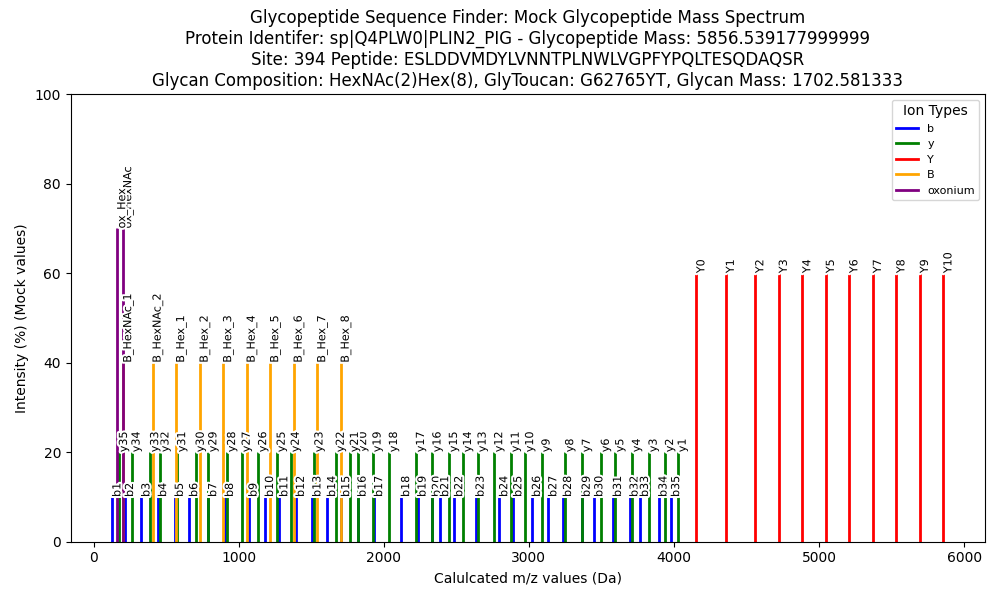 Glycopeptide Sequence Finder: Mock Glycopeptide Mass Spectrum
Protein Identifer: sp|Q4PLW0|PLIN2_PIG - Glycopeptide Mass: 5856.539177999999
Site: 394 Peptide: ESLDDVMDYLVNNTPLNWLVGPFYPQLTESQDAQSR
Glycan Composition: HexNAc(2)Hex(8), GlyToucan: G62765YT, Glycan Mass: 1702.581333
Intensity (%) (Mock values)
100
80
60
40
20
0
Ion Types
b
y
Y
B
oxonium
ox_Hex
ox_HexNAc
Y0
Y1
Y2
Y3
Y4
Y5
Y6
Y7
Y8
Y9
Y10
B_HexNAc_1
B_HexNAc_2
B_Hex_1
B_Hex_2
B_Hex_3
B_Hex_4
B_Hex_5
B_Hex_6
B_Hex_7
B_Hex_8
y35
y34
y33
y32
y31
y30
y29
y28
y27
y26
y25
y24
y23
y22
y21
y20
y19
y18
y17
y16
y15
y14
y13
y12
y11
y10
y9
y8
y7
y6
y5
y4
y3
y2
y1
b1
b2
b3
b4
b5
b6
b7
b8
b9
b10
b11
b12
b13
b14
b15
b16
b17
b18
b19
b20
b21
b22
b23
b24
b25
b26
b27
b28
b29
b30
b31
b32
b33
b34
b35
0
1000
2000
3000
4000
5000
6000
Calulcated m/z values (Da)